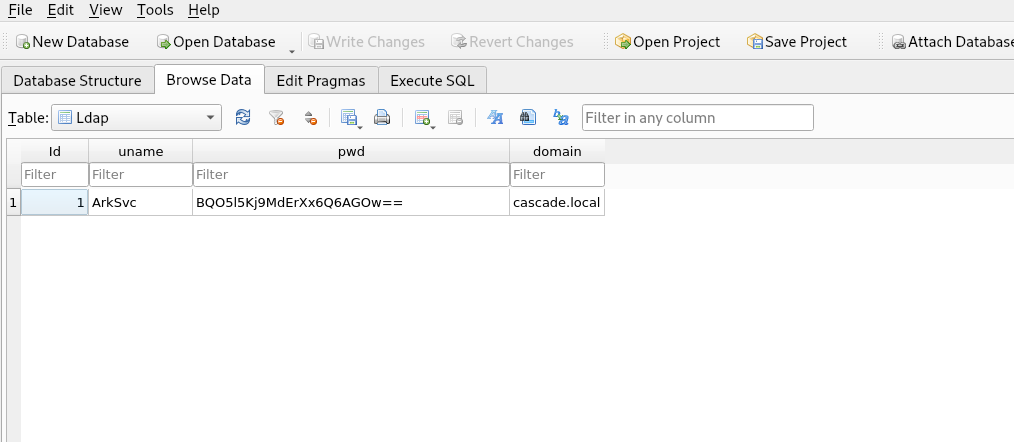 File Edit View Tools Help
New Database Open Database Write Changes Revert Changes Open Project Save Project Attach Database
Database Structure Browse Data Edit Pragmas Execute SQL
Table: Ldap Filter in any column
Id uname pwd domain
Filter Filter Filter Filter
1 1 ArkSvc BQO5l5Kj9MdErXx6Q6AGOw== cascade.local